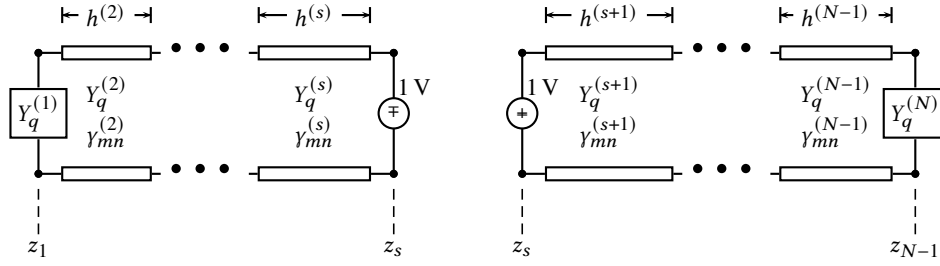 h^(2) h^(s) h^(s+1) h^(N−1)
1 V 1 V
Y_q^(1) Y_q^(2) Y_q^(s) Y_q^(s+1) Y_q^(N−1) Y_q^(N)
γ_mn^(2) γ_mn^(s) γ_mn^(s+1) γ_mn^(N−1)
z_1 z_s z_s z_N−1